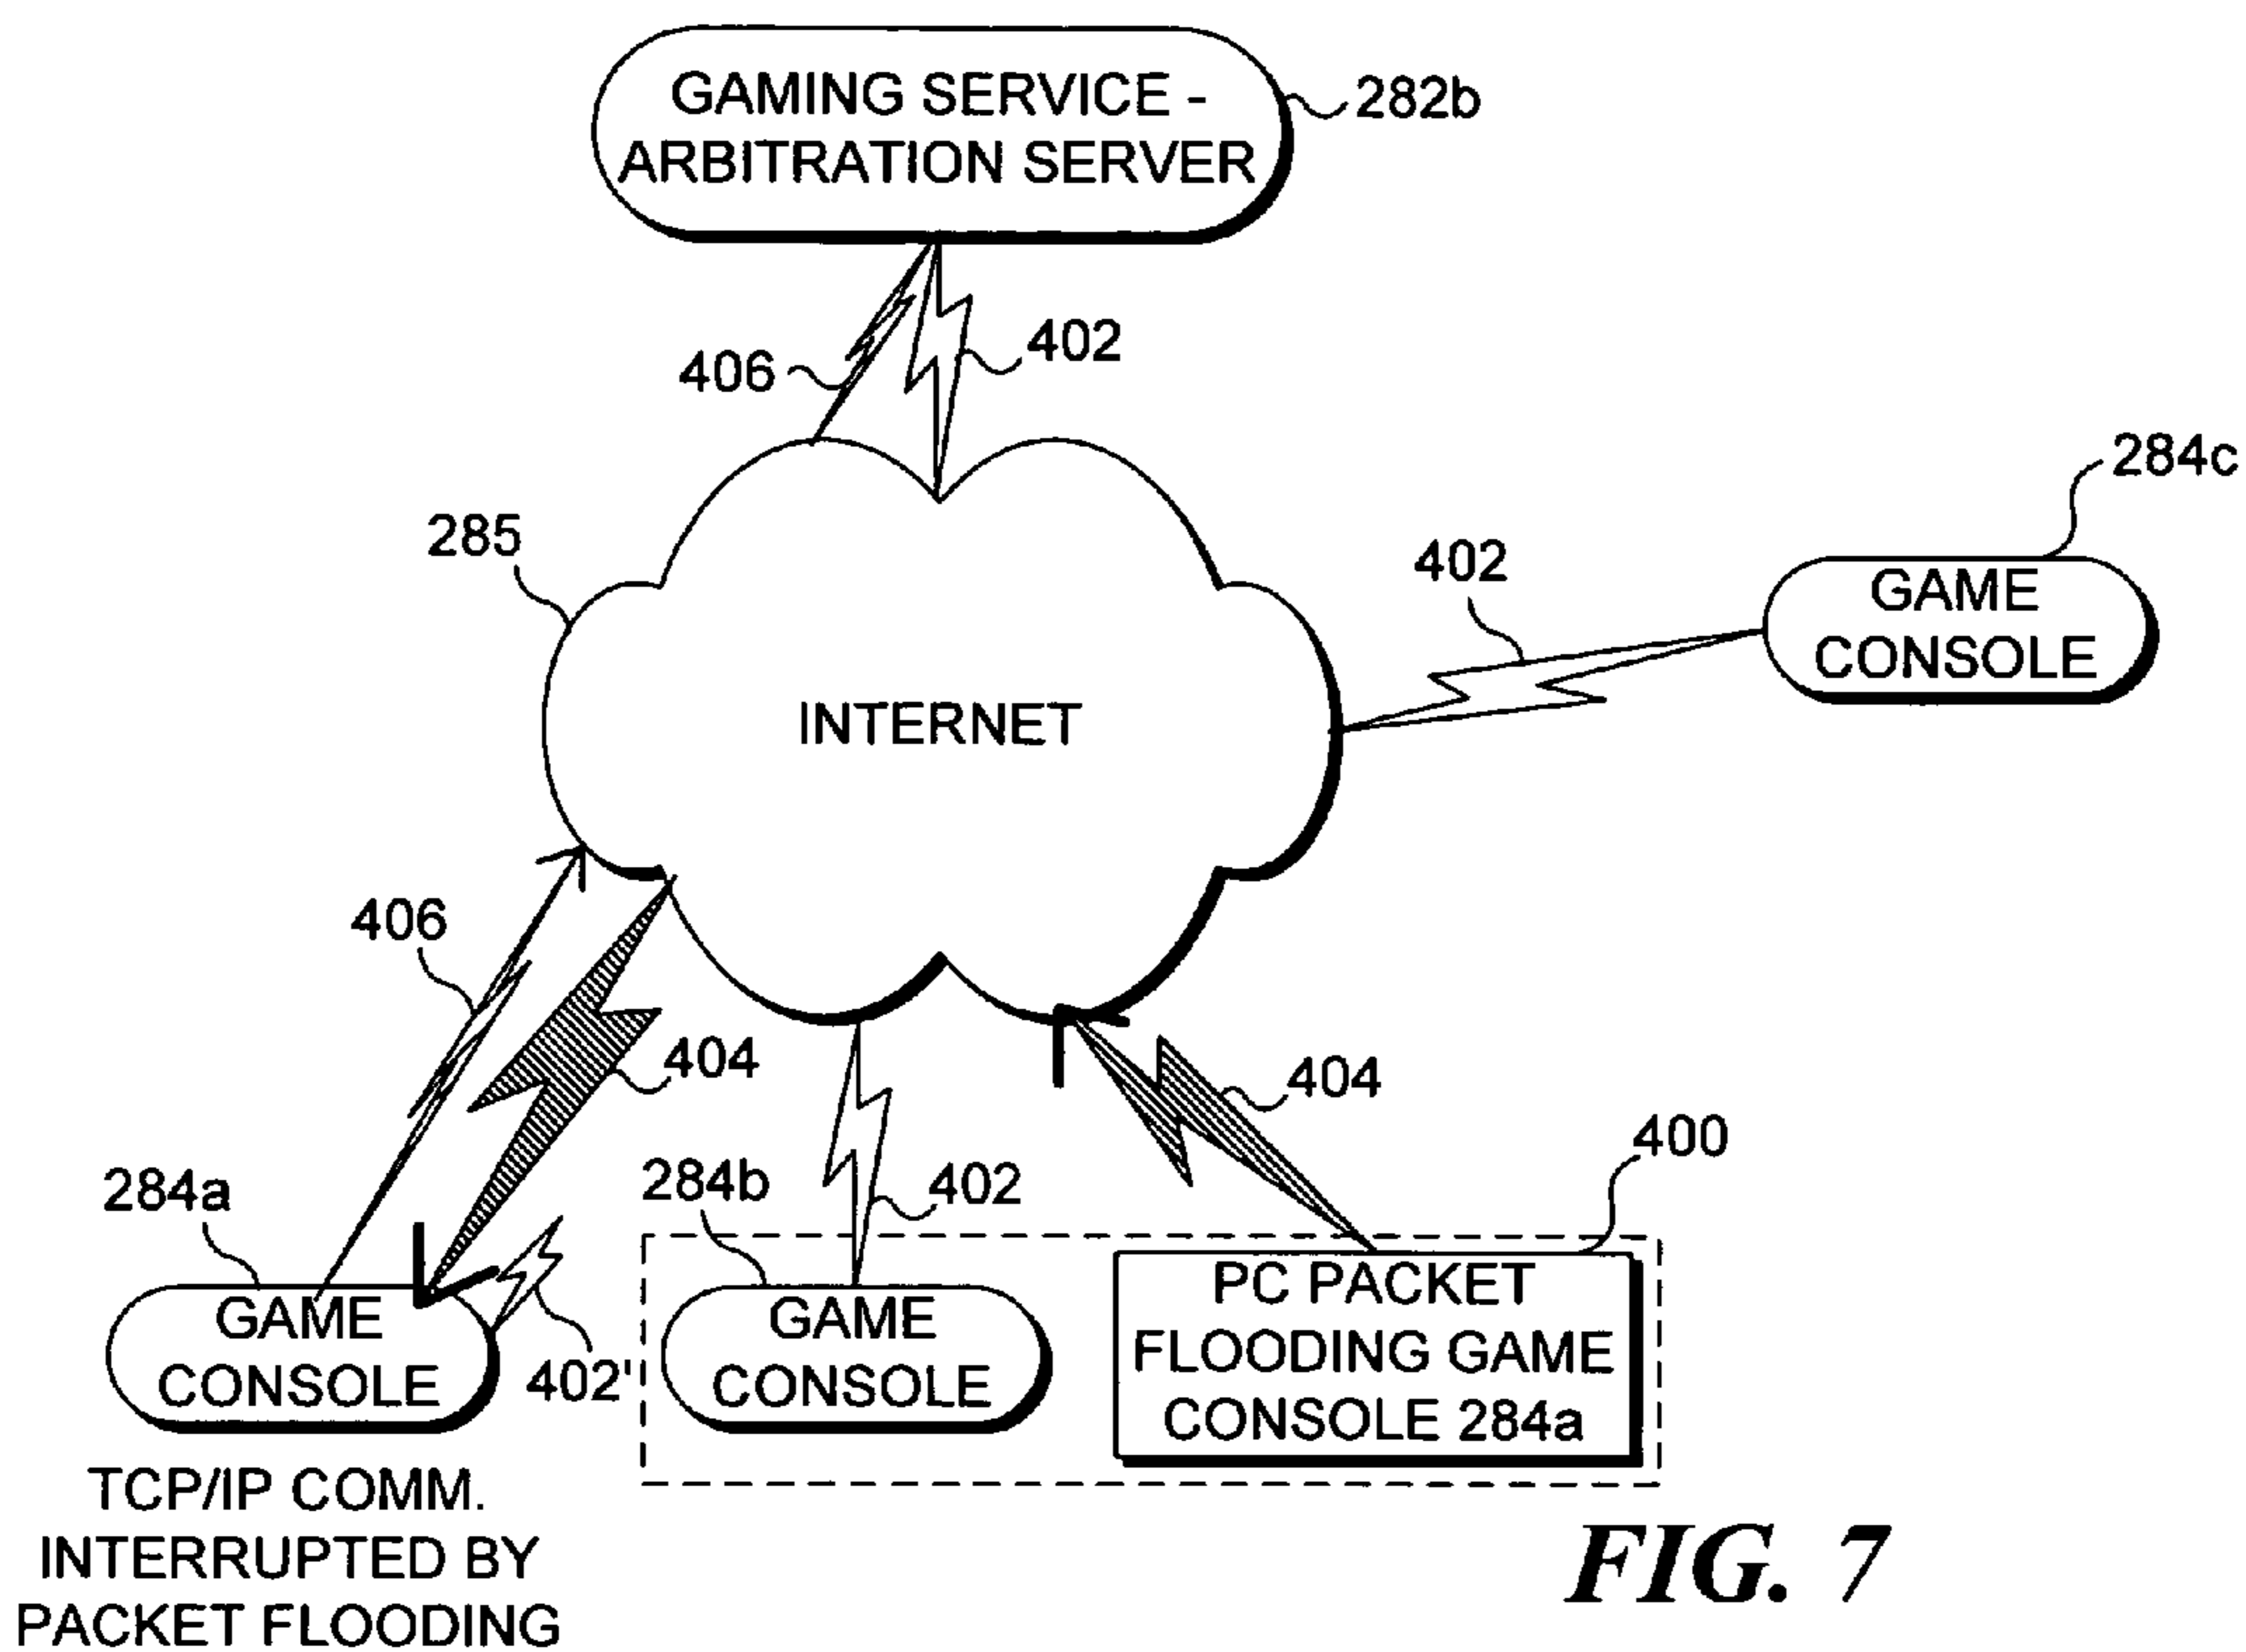 GAMING SERVICE -
ARBITRATION SERVER
282b
406
402
284c
285
402
GAME
CONSOLE
INTERNET
406
404
404
400
284a
284b
402
GAME
CONSOLE
402'
GAME
CONSOLE
PC PACKET
FLOODING GAME
CONSOLE 284a
TCP/IP COMM.
INTERRUPTED BY
PACKET FLOODING
FIG. 7